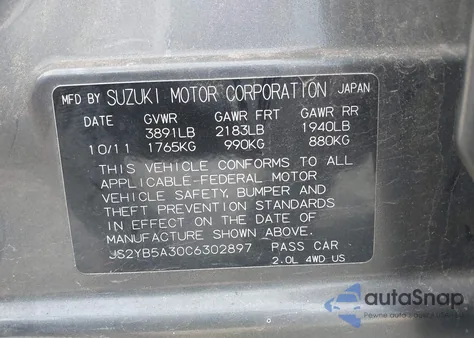 MFD BY SUZUKI MOTOR CORPORATION JAPAN
DATE GVWR GAWR FRT GAWR RR
3891LB 2183LB 1940LB
10/11 1765KG 990KG 880KG
THIS VEHICLE CONFORMS TO ALL
APPLICABLE-FEDERAL MOTOR
VEHICLE SAFETY, BUMPER AND
THEFT PREVENTION STANDARDS
IN EFFECT ON THE DATE OF
MANUFACTURE SHOWN ABOVE.
JS2YB5A30C6302897 PASS CAR
2.0L 4WD US
autoSnap